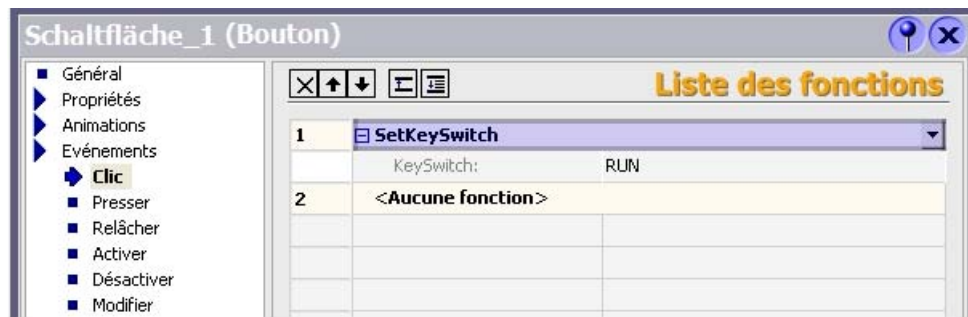 Schaltfläche_1 (Bouton)
Général
Propriétés
Animations
Evénements
Clic
Presser
Relâcher
Activer
Désactiver
Modifier
Liste des fonctions
1 SetKeySwitch
KeySwitch: RUN
2 <Aucune fonction>